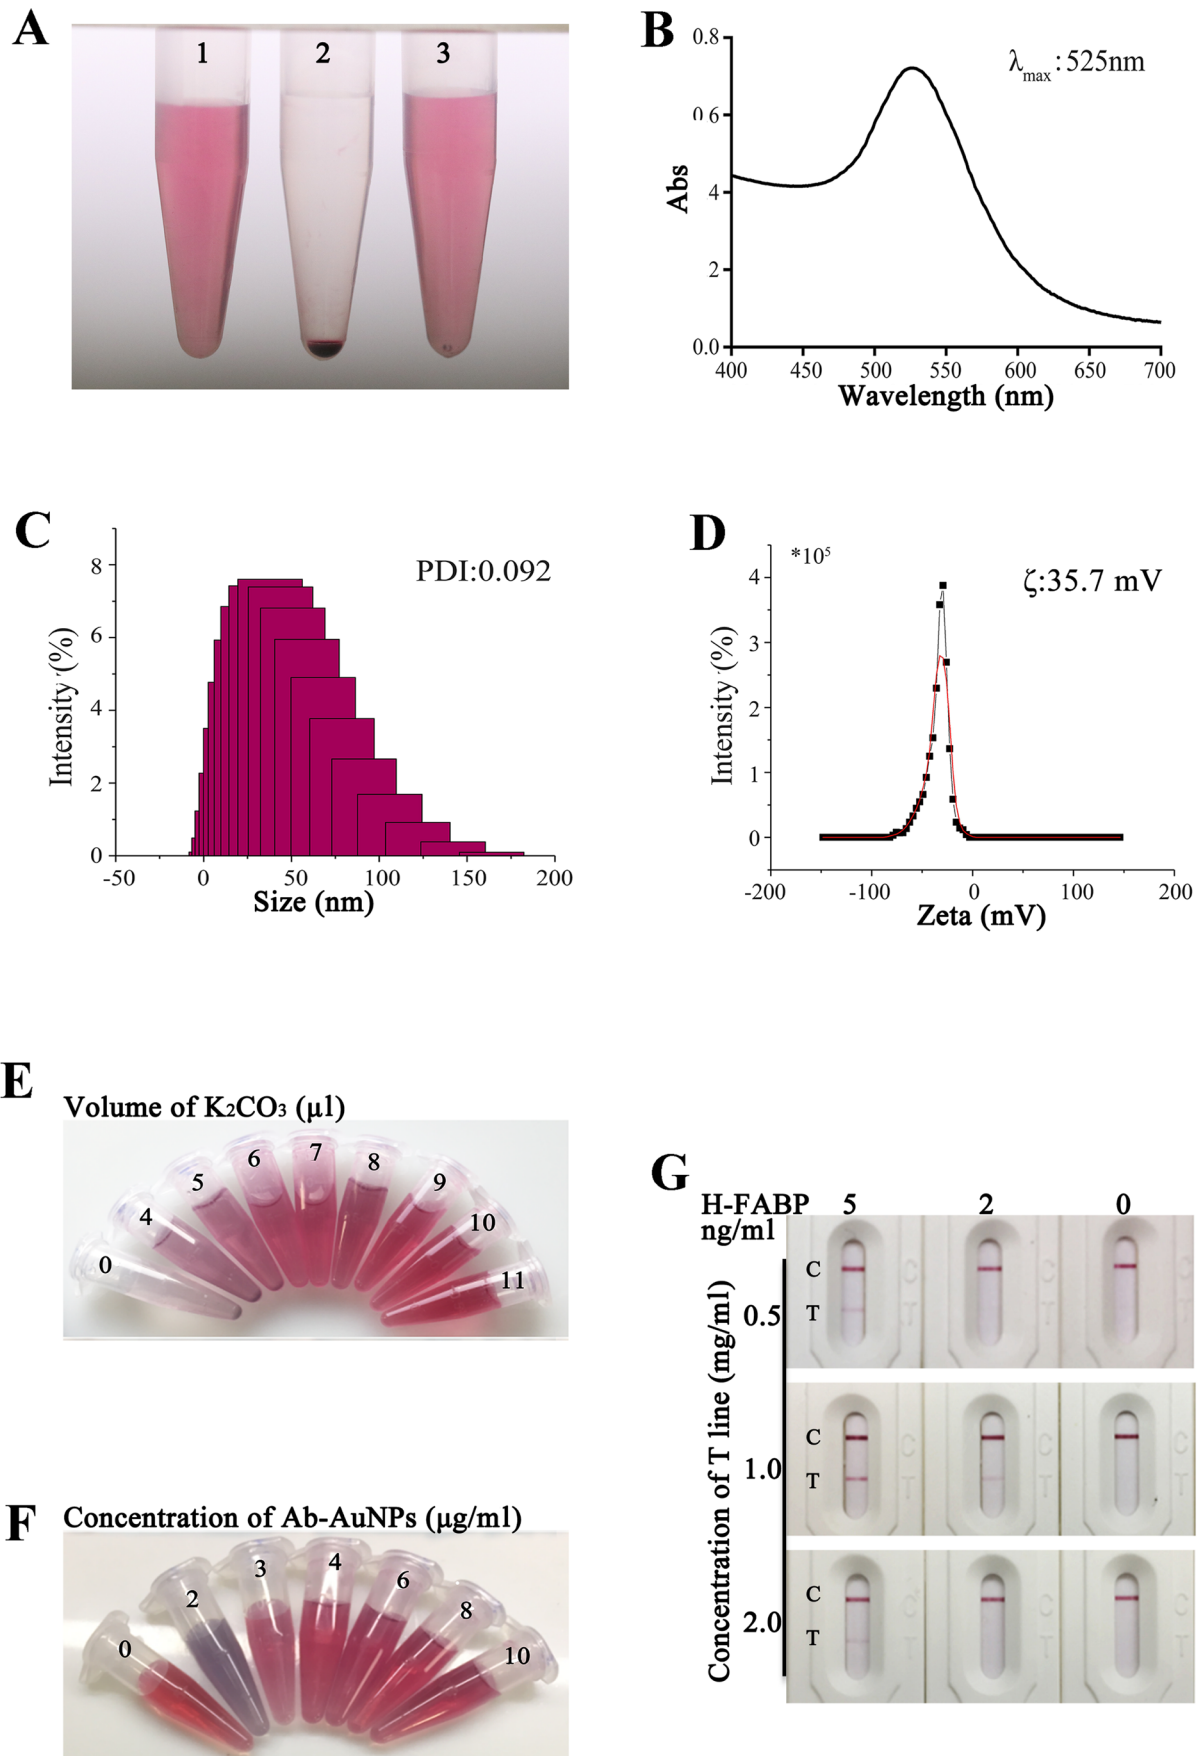 A
1 2 3
B
λmax:525nm
0.8
0 6
4
2
0.0
Abs
400 450 500 550 600 650 700
Wavelength (nm)
C
PDI:0.092
8
6
4
2
0
Intensity (%)
-50 0 50 100 150 200
Size (nm)
D
*10⁵
ζ:35.7 mV
4
3
2
1
0
Intensity (%)
-200 -100 0 100 200
Zeta (mV)
E
Volume of K₂CO₃ (μl)
0 4 5 6 7 8 9 10 11
F
Concentration of Ab-AuNPs (μg/ml)
0 2 3 4 6 8 10
G
H-FABP 5 2 0
ng/ml
Concentration of T line (mg/ml)
0.5
C
T
C
T
1.0
C
T
C
T
2.0
C
T
C
T